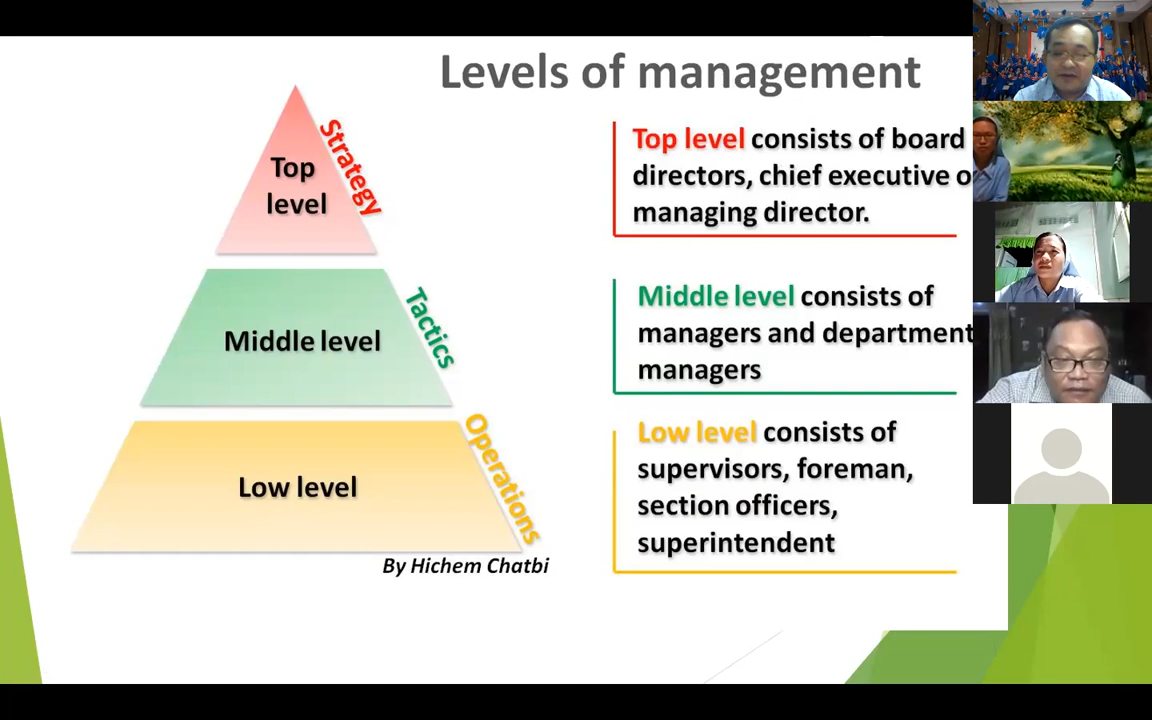 Levels of management
Top
level
Strategy
Top level consists of board
directors, chief executive
managing director.
Middle level
Tactics
Middle level consists of
managers and department
managers
Low level
Operations
Low level consists of
supervisors, foreman,
section officers,
superintendent
By Hichem Chatbi